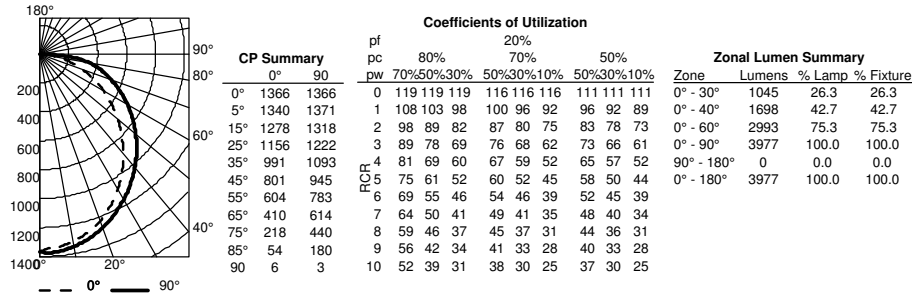 180°
90°
80°
60°
40°
20°
0°
200
400
600
800
1000
1200
1400
0° 90°
CP Summary
0° 90
0° 1366 1366
5° 1340 1371
15° 1278 1318
25° 1156 1222
35° 991 1093
45° 801 945
55° 604 783
65° 410 614
75° 218 440
85° 54 180
90 6 3
Coefficients of Utilization
pf 20%
pc 80% 70% 50%
pw 70%50%30% 50%30%10% 50%30%10%
RCR
0 119 119 119 116 116 116 111 111 111
1 108 103 98 100 96 92 96 92 89
2 98 89 82 87 80 75 83 78 73
3 89 78 69 76 68 62 73 66 61
4 81 69 60 67 59 52 65 57 52
5 75 61 52 60 52 45 58 50 44
6 69 55 46 54 46 39 52 45 39
7 64 50 41 49 41 35 48 40 34
8 59 46 37 45 37 31 44 36 31
9 56 42 34 41 33 28 40 33 28
10 52 39 31 38 30 25 37 30 25
Zonal Lumen Summary
Zone Lumens % Lamp % Fixture
0° - 30° 1045 26.3 26.3
0° - 40° 1698 42.7 42.7
0° - 60° 2993 75.3 75.3
0° - 90° 3977 100.0 100.0
90° - 180° 0 0.0 0.0
0° - 180° 3977 100.0 100.0